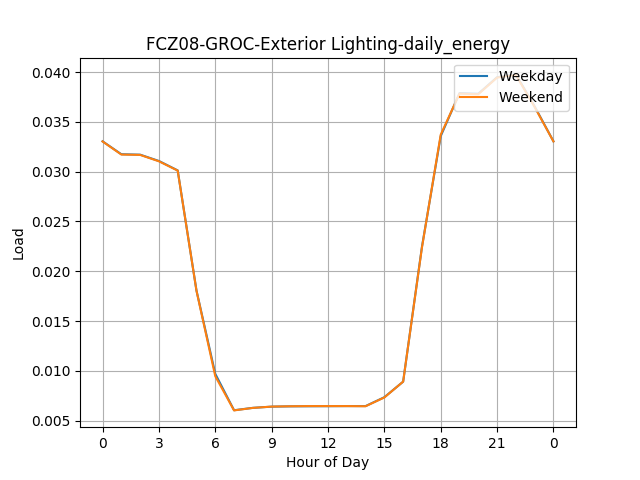 FCZ08-GROC-Exterior Lighting-daily_energy
Weekday
Weekend
0.040
0.035
0.030
0.025
0.020
0.015
0.010
0.005
Load
0 3 6 9 12 15 18 21 0
Hour of Day